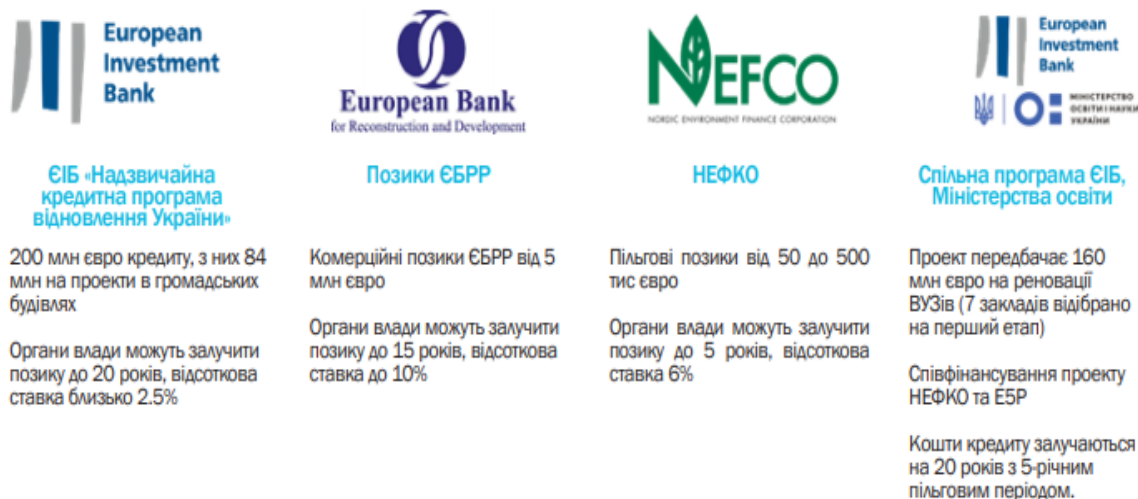 European
Investment
Bank
European Bank
for Reconstruction and Development
NEFCO
NORDIC ENVIRONMENT FINANCE CORPORATION
European
Investment
Bank
МІНІСТЕРСТВО
ОСВІТИ І НАУКИ
УКРАЇНИ
ЄІБ «Надзвичайна
кредитна програма
відновлення України»
200 млн євро кредиту, з них 84
млн на проекти в громадських
будівлях
Органи влади можуть залучити
позику до 20 років, відсоткова
ставка близько 2.5%
Позики ЄБРР
Комерційні позики ЄБРР від 5
млн євро
Органи влади можуть залучити
позику до 15 років, відсоткова
ставка до 10%
НЕФКО
Пільгові позики від 50 до 500
тис євро
Органи влади можуть залучити
позику до 5 років, відсоткова
ставка 6%
Спільна програма ЄІБ,
Міністерства освіти
Проект передбачає 160
млн євро на реновації
ВУЗів (7 закладів відібрано
на перший етап)
Співфінансування проекту
НЕФКО та E5P
Кошти кредиту залучаються
на 20 років з 5-річним
пільговим періодом.